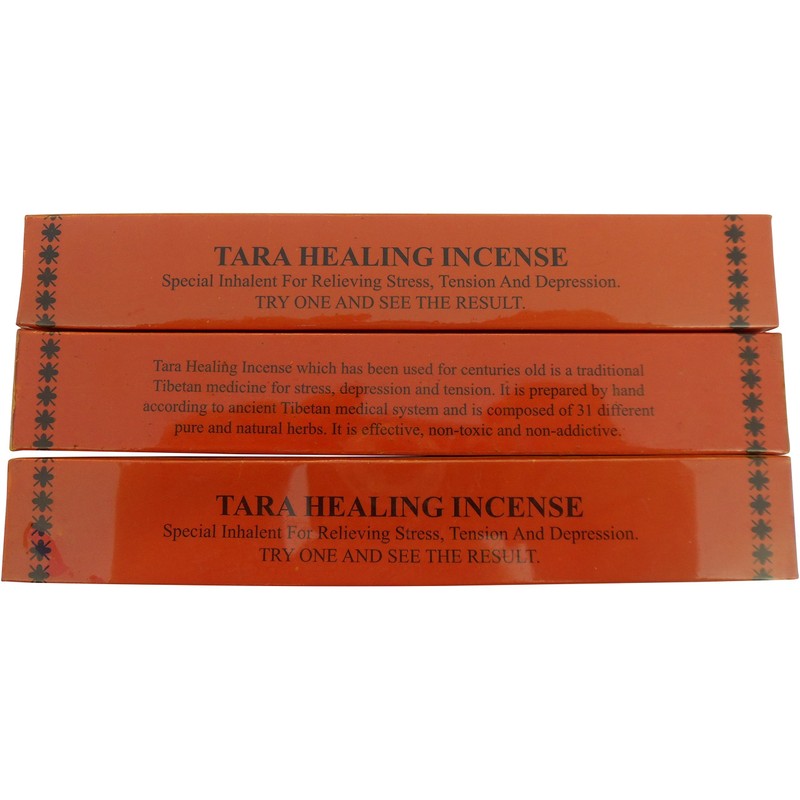 TARA HEALING INCENSE
Special Inhalent For Relieving Stress, Tension And Depression.
TRY ONE AND SEE THE RESULT.
Tara Healing Incense which has been used for centuries old is a traditional
Tibetan medicine for stress, depression and tension. It is prepared by hand
according to ancient Tibetan medical system and is composed of 31 different
pure and natural herbs. It is effective, non-toxic and non-addictive.
TARA HEALING INCENSE
Special Inhalent For Relieving Stress, Tension And Depression.
TRY ONE AND SEE THE RESULT.